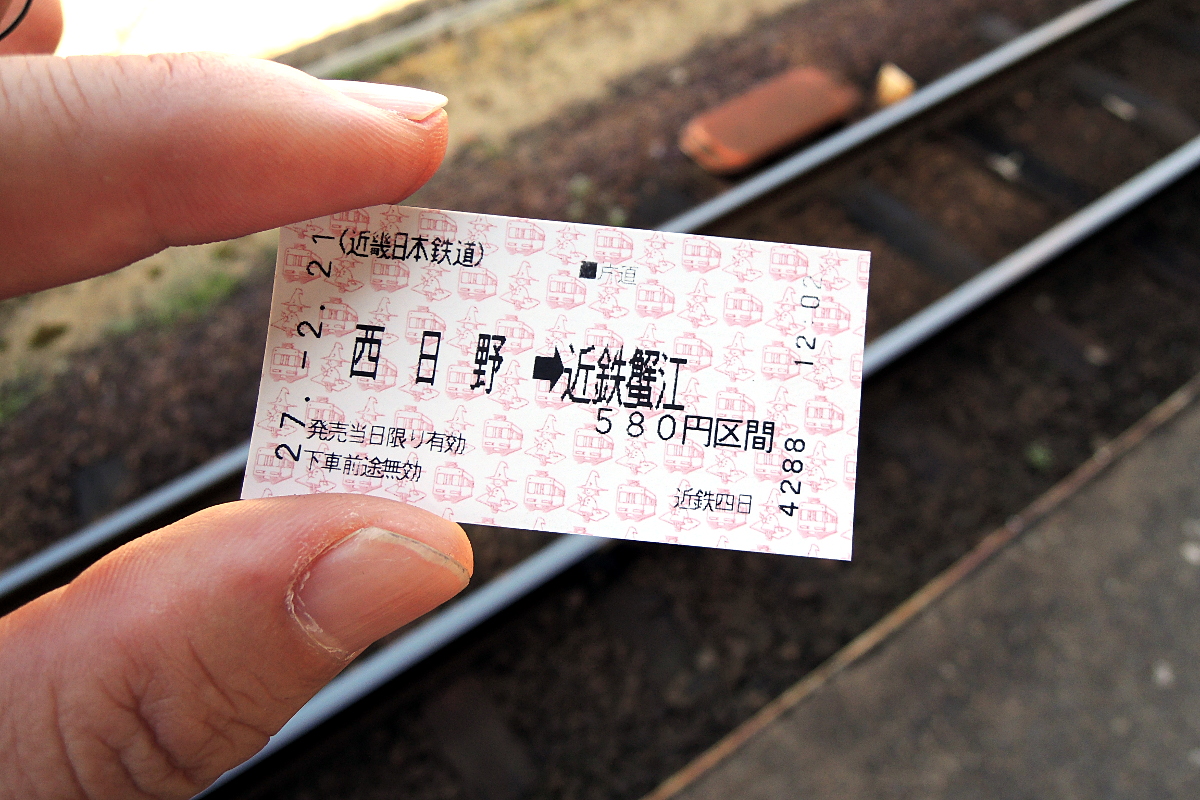 (近畿日本鉄道)
■片道
西日野➡近鉄蟹江
580円区間
発売当日限り有効
下車前途無効
近鉄四日
27.-2.21
12:02
4288